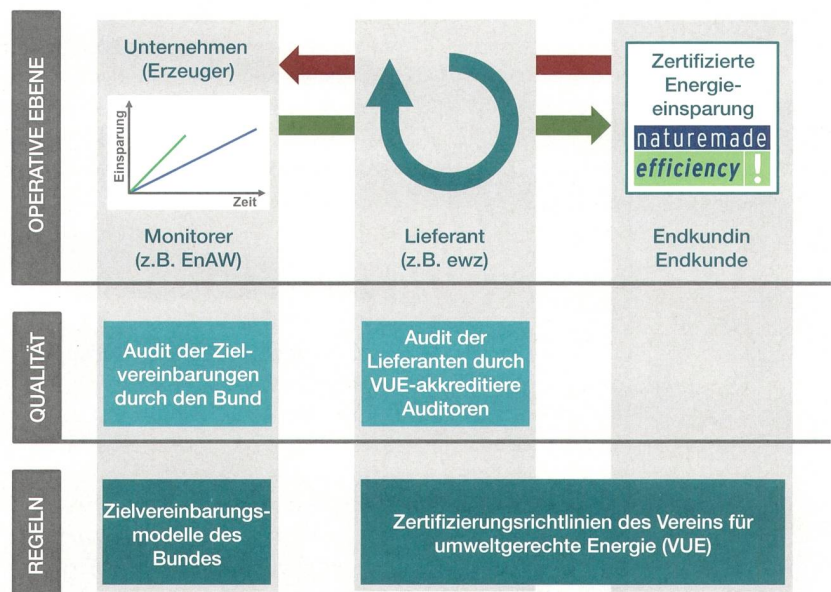 OPERATIVE EBENE
Unternehmen
(Erzeuger)
Einsparung
Zeit
Monitorer
(z.B. EnAW)
Lieferant
(z.B. ewz)
Zertifizierte
Energie-
einsparung
naturemade
efficiency!
Endkundin
Endkunde
QUALITÄT
Audit der Ziel-
vereinbarungen
durch den Bund
Audit der
Lieferanten durch
VUE-akkreditiere
Auditoren
REGELN
Zielvereinbarungs-
modelle des
Bundes
Zertifizierungsrichtlinien des Vereins für
umweltgerechte Energie (VUE)